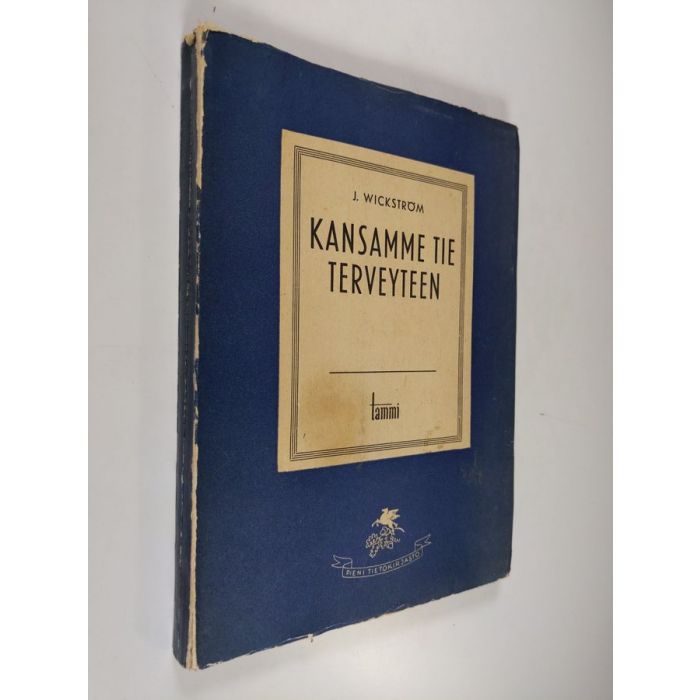 J. WICKSTRÖM
KANSAMME TIE
TERVEYTEEN
tammi
PIENI TIETOKIRJASTO